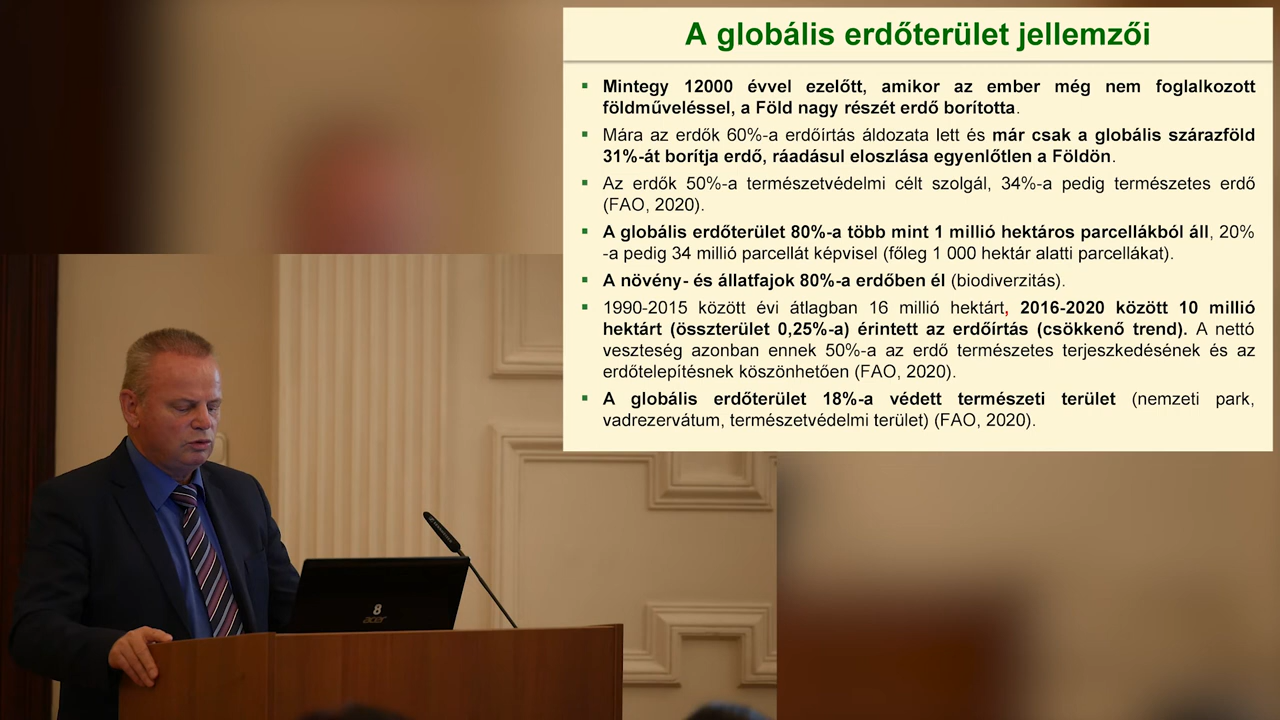 A globális erdőterület jellemzői
Mintegy 12000 évvel ezelőtt, amikor az ember még nem foglalkozott
földműveléssel, a Föld nagy részét erdő borította.
Mára az erdők 60%-a erdőírtás áldozata lett és már csak a globális szárazföld
31%-át borítja erdő, ráadásul eloszlása egyenlőtlen a Földön.
Az erdők 50%-a természetvédelmi célt szolgál, 34%-a pedig természetes erdő
(FAO, 2020).
A globális erdőterület 80%-a több mint 1 millió hektáros parcellákból áll, 20%
-a pedig 34 millió parcellát képvisel (főleg 1 000 hektár alatti parcellákat).
A növény- és állatfajok 80%-a erdőben él (biodiverzitás).
1990-2015 között évi átlagban 16 millió hektárt, 2016-2020 között 10 millió
hektárt (összterület 0,25%-a) érintett az erdőírtás (csökkenő trend). A nettó
veszteség azonban ennek 50%-a az erdő természetes terjeszkedésének és az
erdőtelepítésnek köszönhetően (FAO, 2020).
A globális erdőterület 18%-a védett természeti terület (nemzeti park,
vadrezervátum, természetvédelmi terület) (FAO, 2020).
8
acer